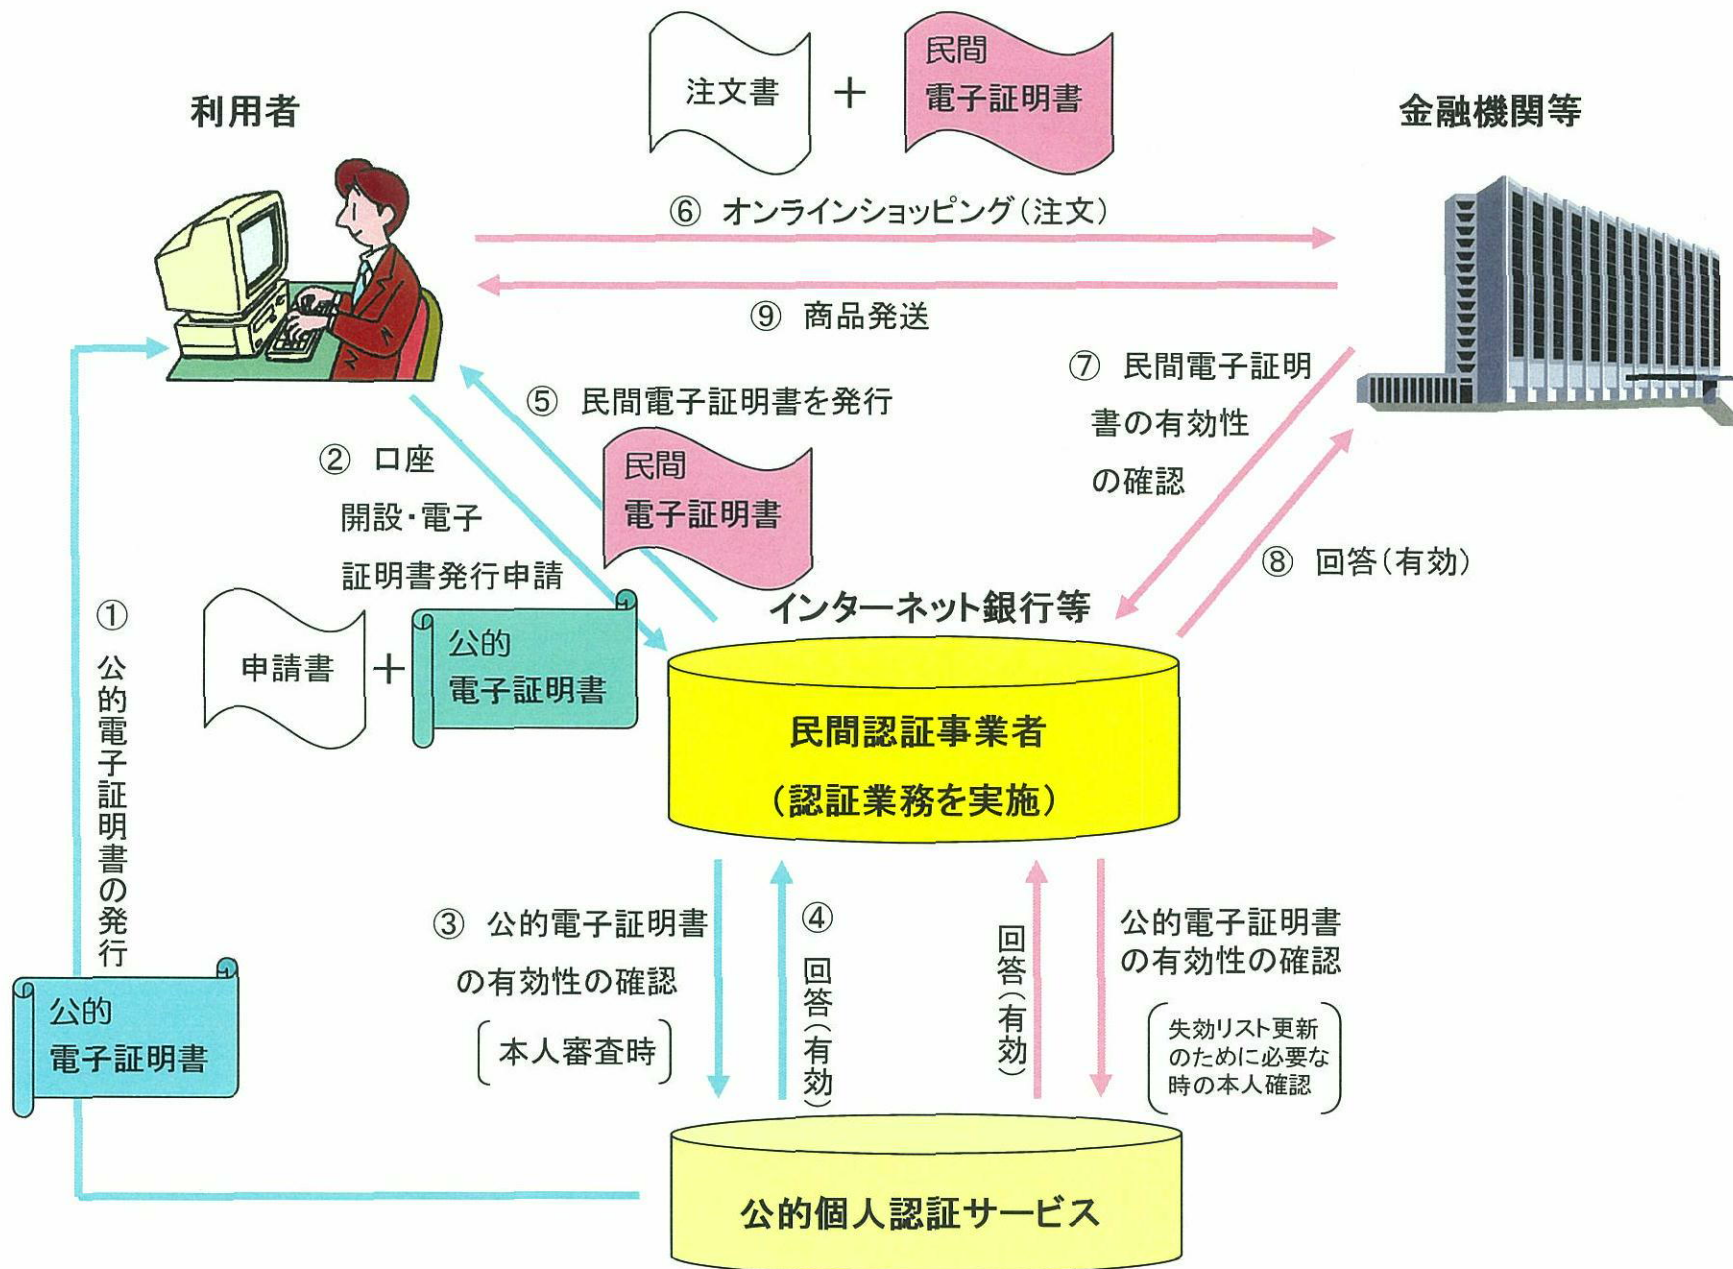 注文書
+
民間
電子証明書
利用者
金融機関等
⑥ オンラインショッピング(注文)
⑨ 商品発送
⑦ 民間電子証明
書の有効性
の確認
⑤ 民間電子証明書を発行
民間
電子証明書
② 口座
開設・電子
証明書発行申請
⑧ 回答(有効)
申請書
+
公的
電子証明書
インターネット銀行等
民間認証事業者
(認証業務を実施)
① 公的電子証明書の発行
公的
電子証明書
③ 公的電子証明書
の有効性の確認
〔本人審査時〕
④ 回答(有効)
回答(有効)
公的電子証明書
の有効性の確認
失効リスト更新
のために必要な
時の本人確認
公的個人認証サービス